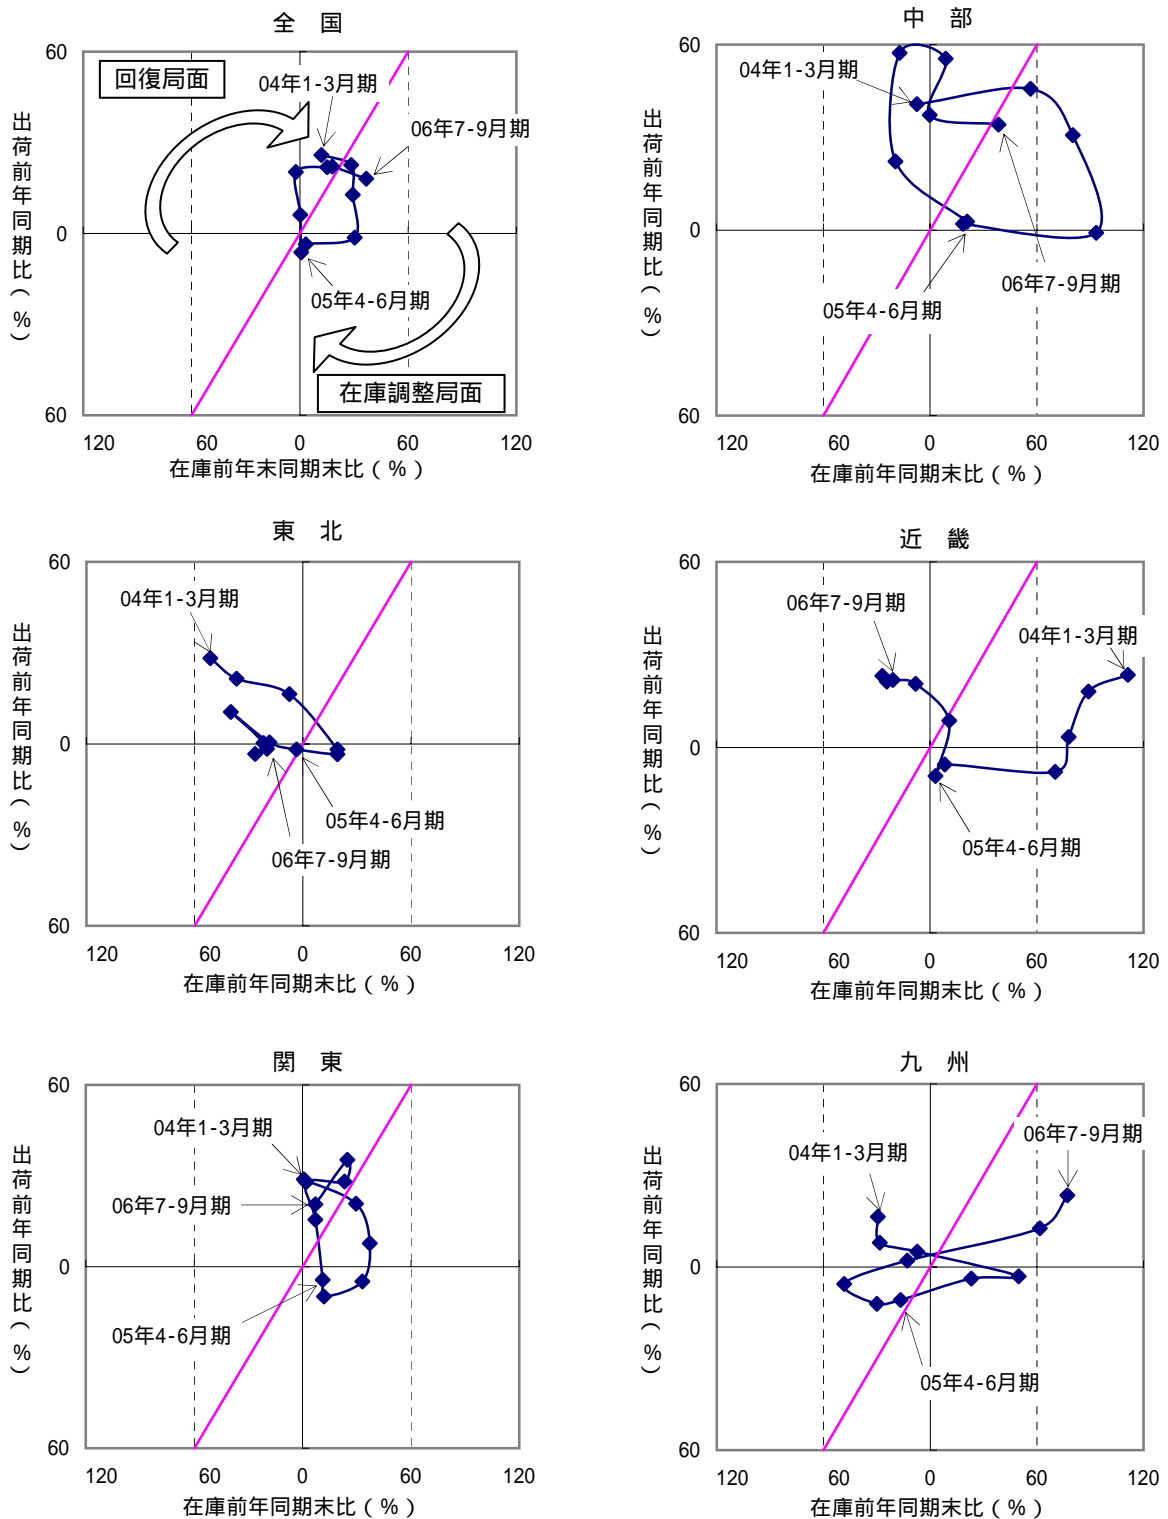 全　国
60
回復局面
04年1-3月期
06年7-9月期
出荷前年同期比（%）
0
05年4-6月期
在庫調整局面
60
120 60 0 60 120
在庫前年末同期末比（%）
中　部
60
04年1-3月期
出荷前年同期比（%）
0
06年7-9月期
05年4-6月期
60
120 60 0 60 120
在庫前年同期末比（%）
東　北
60
04年1-3月期
出荷前年同期比（%）
0
05年4-6月期
06年7-9月期
60
120 60 0 60 120
在庫前年同期末比（%）
近　畿
60
06年7-9月期
04年1-3月期
出荷前年同期比（%）
0
05年4-6月期
60
120 60 0 60 120
在庫前年同期末比（%）
関　東
60
04年1-3月期
06年7-9月期
出荷前年同期比（%）
0
05年4-6月期
60
120 60 0 60 120
在庫前年同期末比（%）
九　州
60
06年7-9月期
04年1-3月期
出荷前年同期比（%）
0
05年4-6月期
60
120 60 0 60 120
在庫前年同期末比（%）